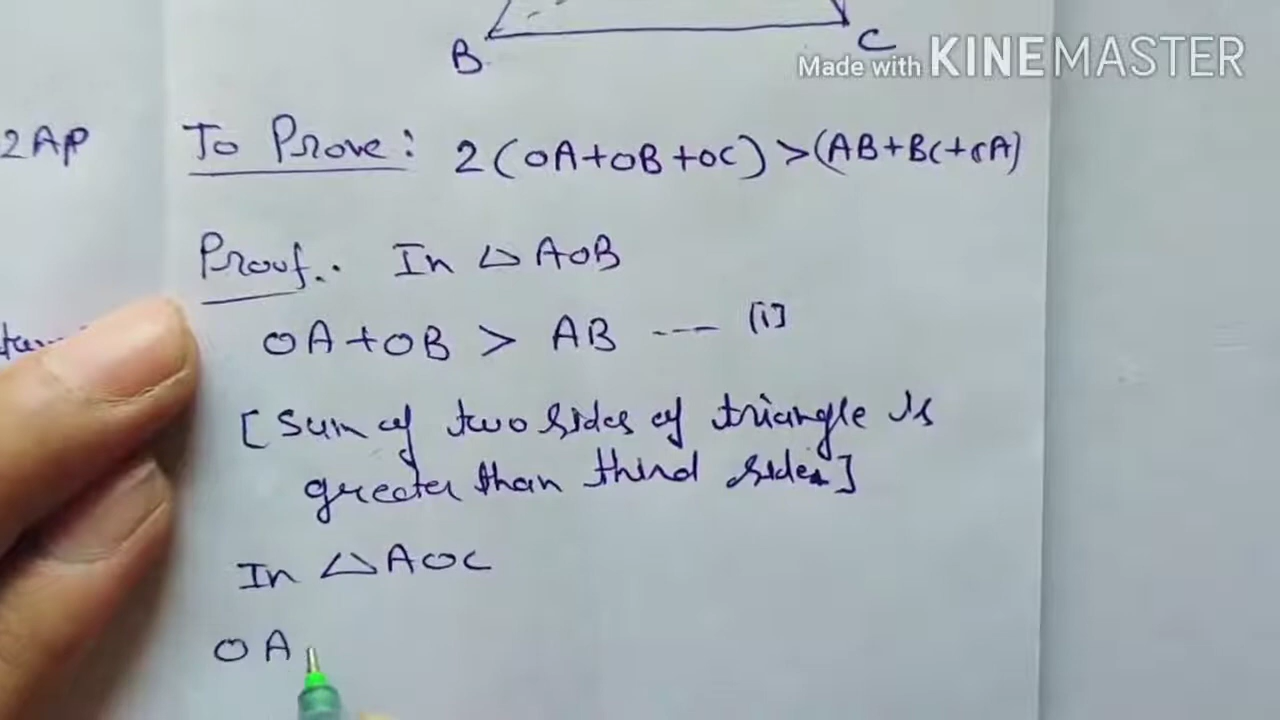 B
C
Made with KINEMASTER
2AP
To Prove: 2(OA+OB+OC) >(AB+BC+CA)
Proof.. In △AOB
OA+OB > AB --- [i]
[Sum of two sides of triangle is
greater than third side.]
In △AOC
OA